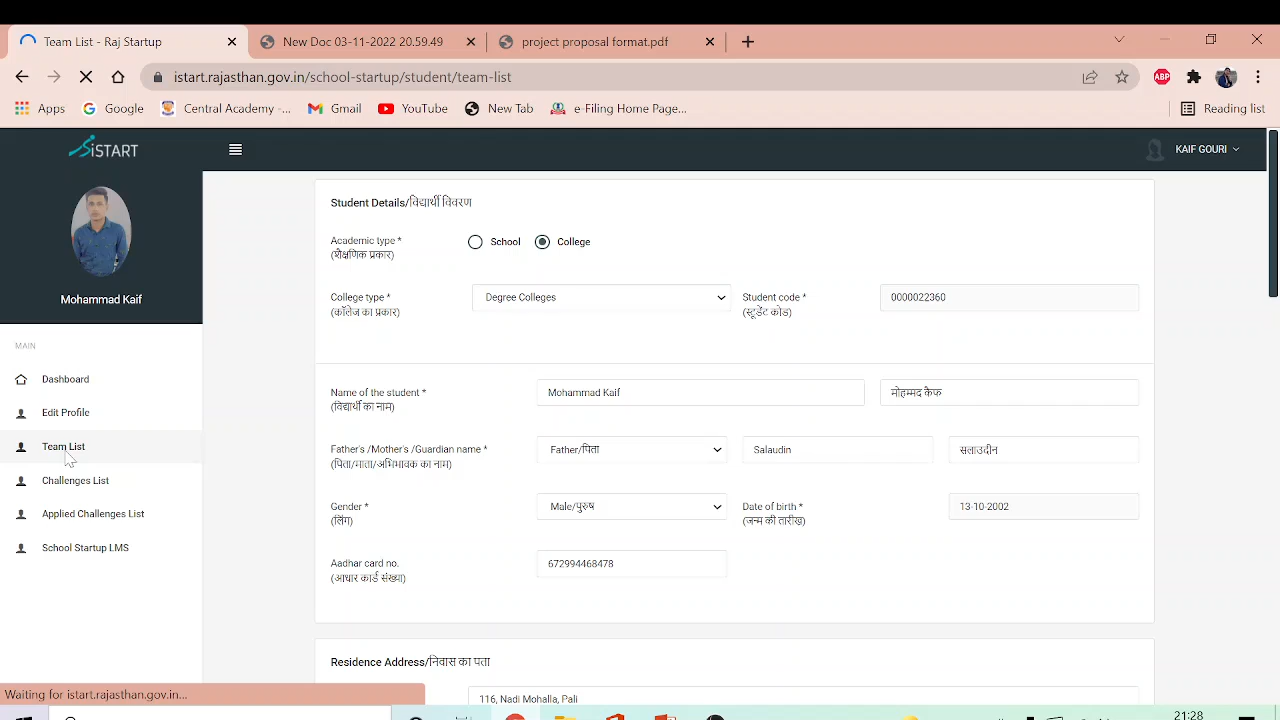 Team List - Raj Startup
New Doc 03-11-2022 20.59.49
project proposal format.pdf
istart.rajasthan.gov.in/school-startup/student/team-list
ABP
Apps
Google
Central Academy -...
Gmail
YouTube
New Tab
e-Filing Home Page...
Reading list
iSTART
KAIF GOURI
Mohammad Kaif
MAIN
Dashboard
Edit Profile
Team List
Challenges List
Applied Challenges List
School Startup LMS
Student Details/विद्यार्थी विवरण
Academic type *
(शैक्षणिक प्रकार)
School
College
College type *
(कॉलेज का प्रकार)
Degree Colleges
Student code *
(स्टूडेंट कोड)
0000022360
Name of the student *
(विद्यार्थी का नाम)
Mohammad Kaif
मोहम्मद कैफ
Father's /Mother's /Guardian name *
(पिता/माता/अभिभावक का नाम)
Father/पिता
Salaudin
सलाउदीन
Gender *
(लिंग)
Male/पुरुष
Date of birth *
(जन्म की तारीख)
13-10-2002
Aadhar card no.
(आधार कार्ड संख्या)
672994468478
Residence Address/निवास का पता
116, Nadi Mohalla, Pali
Waiting for istart.rajasthan.gov.in...
21:28